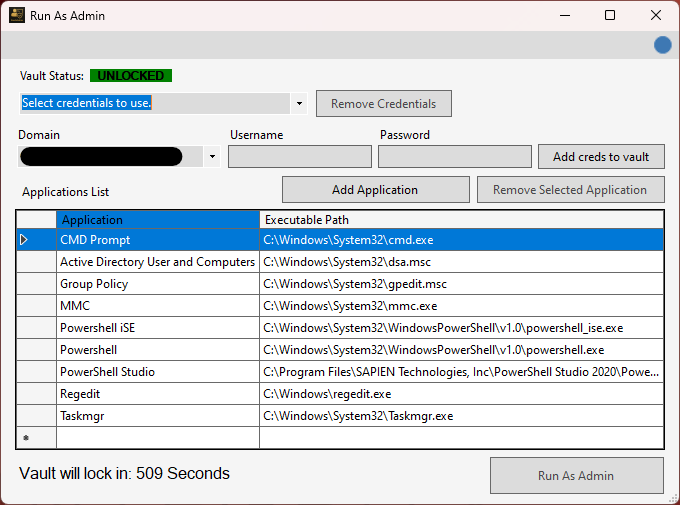 Run As Admin
Vault Status: UNLOCKED
Select credentials to use.
Remove Credentials
Domain Username Password
Add creds to vault
Applications List
Add Application
Remove Selected Application
Application Executable Path
CMD Prompt C:\Windows\System32\cmd.exe
Active Directory User and Computers C:\Windows\System32\dsa.msc
Group Policy C:\Windows\System32\gpedit.msc
MMC C:\Windows\System32\mmc.exe
Powershell iSE C:\Windows\System32\WindowsPowerShell\v1.0\powershell_ise.exe
Powershell C:\Windows\System32\WindowsPowerShell\v1.0\powershell.exe
PowerShell Studio C:\Program Files\SAPIEN Technologies, Inc\PowerShell Studio 2020\Powe...
Regedit C:\Windows\regedit.exe
Taskmgr C:\Windows\System32\Taskmgr.exe
*
Vault will lock in: 509 Seconds
Run As Admin